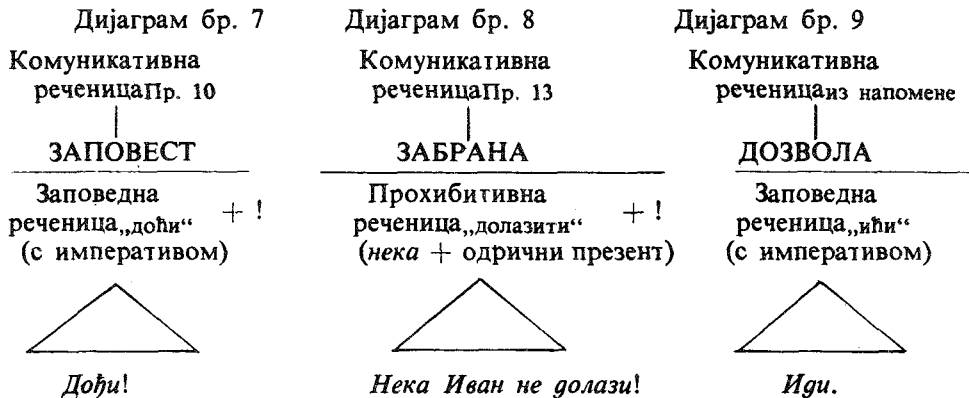 Дијаграм бр. 7
Комуникативна
реченицаПр. 10
ЗАПОВЕСТ
Заповедна
реченица„доћи“ + !
(с императивом)
Дођи!
Дијаграм бр. 8
Комуникативна
реченицаПр. 13
ЗАБРАНА
Прохибитивна
реченица„долазити“ + !
(нека + одрични презент)
Нека Иван не долази!
Дијаграм бр. 9
Комуникативна
реченицаиз напомене
ДОЗВОЛА
Заповедна
реченица„ићи“
(с императивом)
Иди.